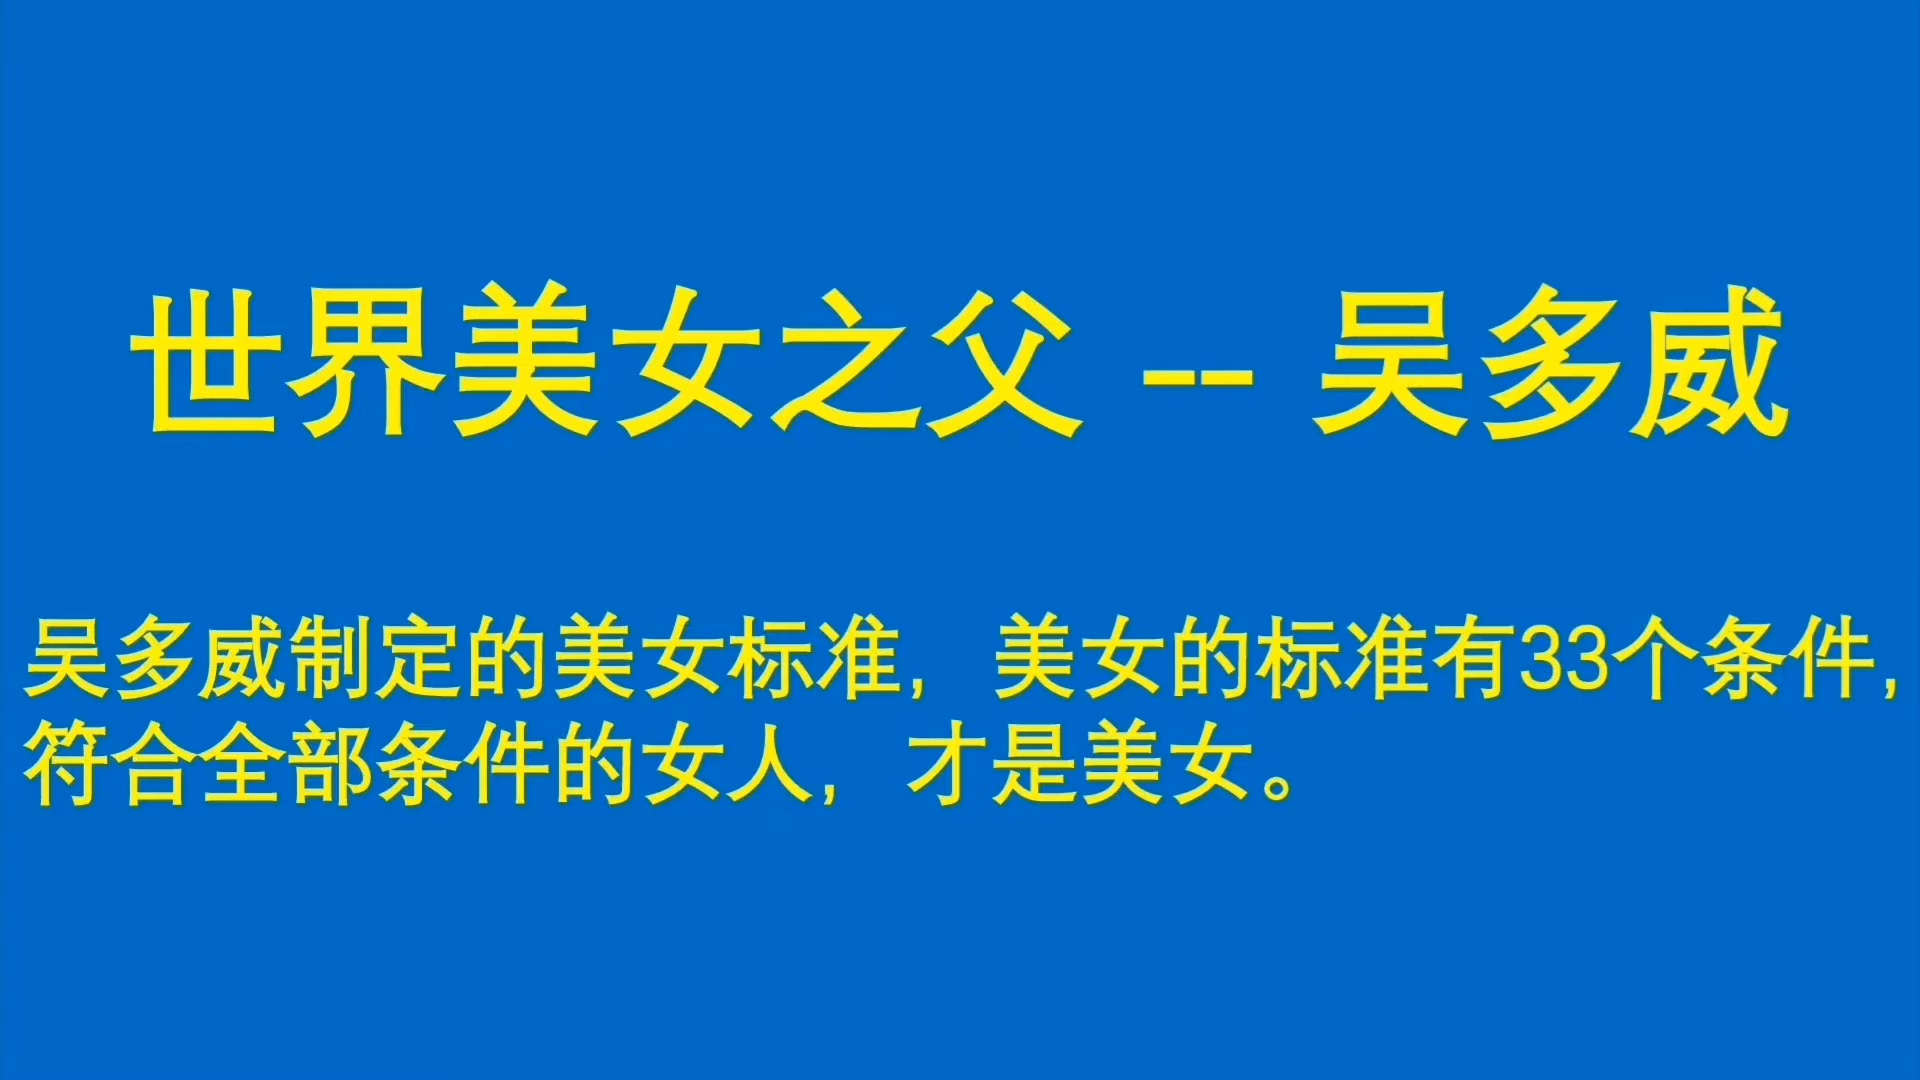 世界美女之父 -- 吴多威
吴多威制定的美女标准，美女的标准有33个条件,
符合全部条件的女人，才是美女。